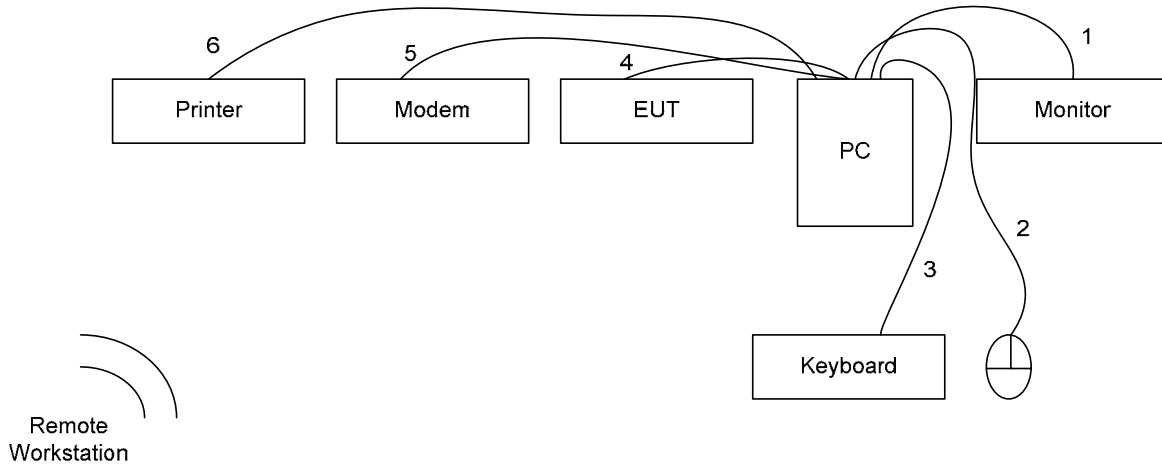 6
5
4
1
Printer
Modem
EUT
PC
Monitor
2
3
Keyboard
Remote
Workstation